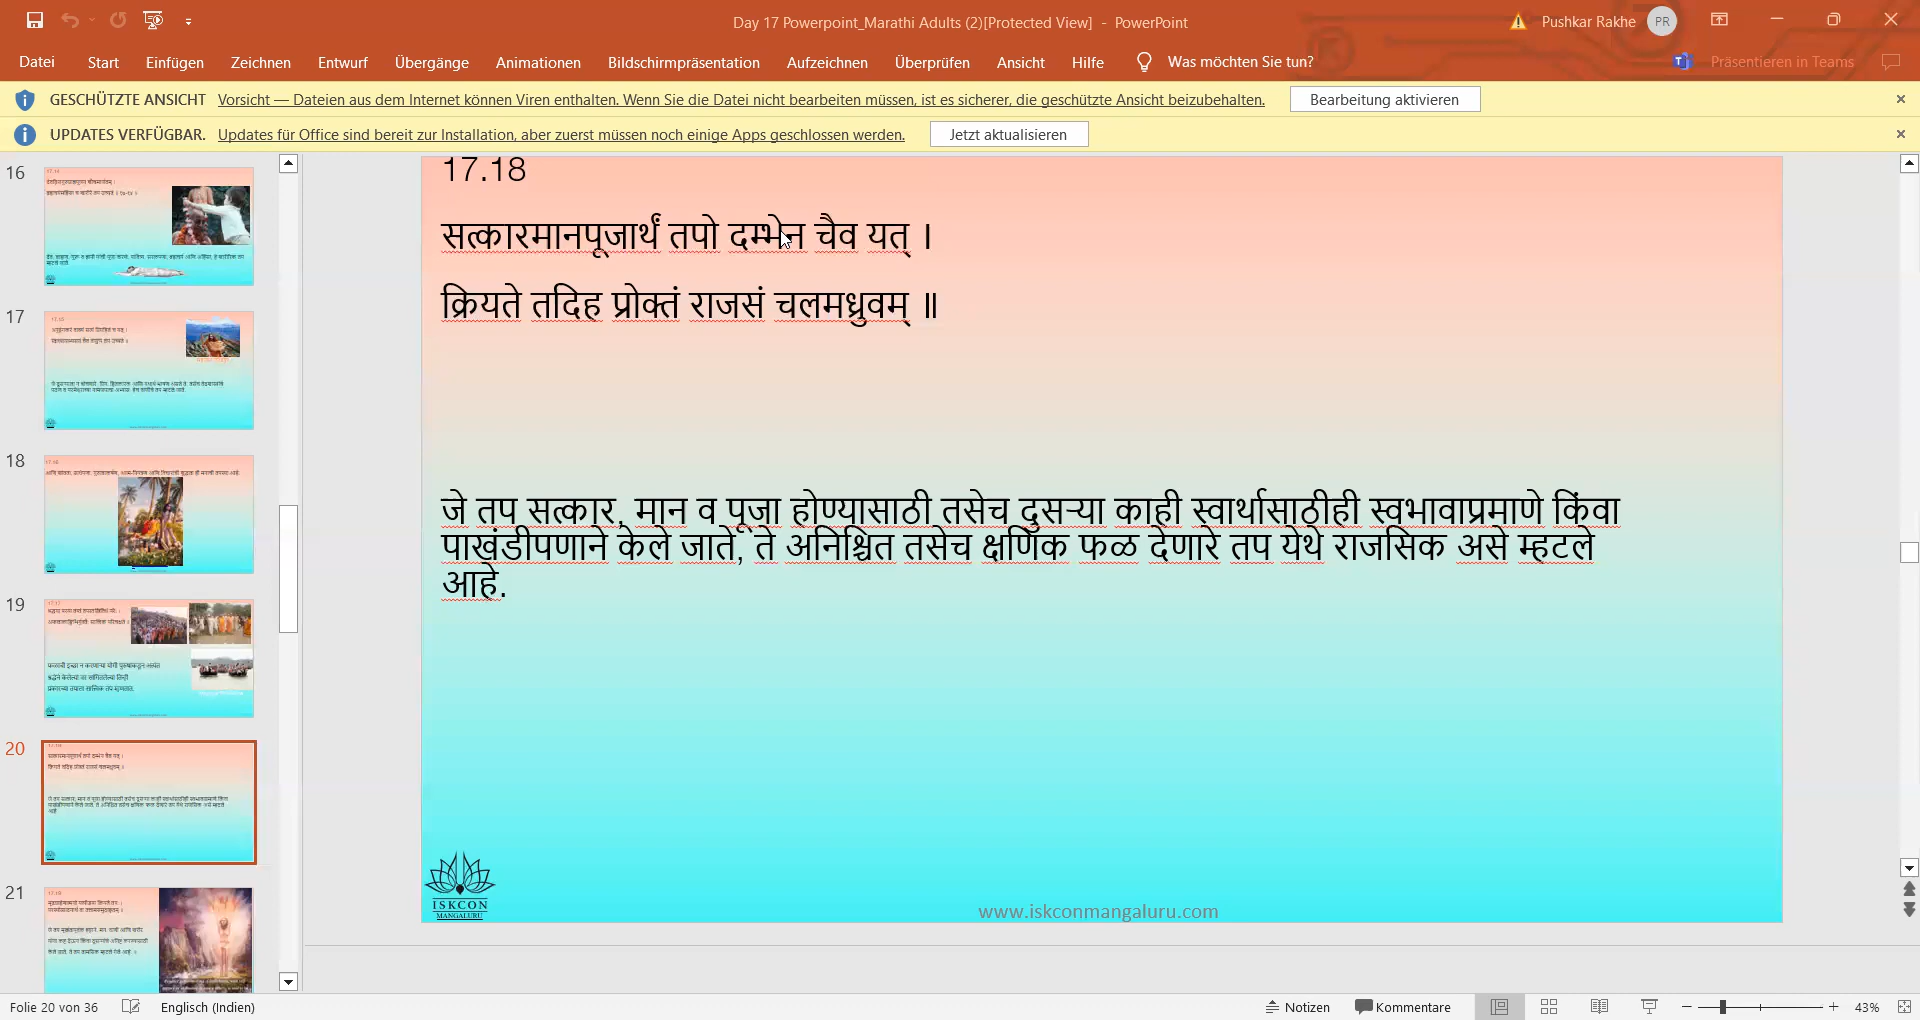 Day 17 Powerpoint_Marathi Adults (2)[Protected View] - PowerPoint
Pushkar Rakhe PR
Datei Start Einfügen Zeichnen Entwurf Übergänge Animationen Bildschirmpräsentation Aufzeichnen Überprüfen Ansicht Hilfe Was möchten Sie tun? Präsentieren in Teams
GESCHÜTZTE ANSICHT Vorsicht — Dateien aus dem Internet können Viren enthalten. Wenn Sie die Datei nicht bearbeiten müssen, ist es sicherer, die geschützte Ansicht beizubehalten. Bearbeitung aktivieren
UPDATES VERFÜGBAR. Updates für Office sind bereit zur Installation, aber zuerst müssen noch einige Apps geschlossen werden. Jetzt aktualisieren
16
17
18
19
20
21
17.18
सत्कारमानपूजार्थं तपो दम्भेन चैव यत् ।
क्रियते तदिह प्रोक्तं राजसं चलमध्रुवम् ॥
जे तप सत्कार, मान व पूजा होण्यासाठी तसेच दुसऱ्या काही स्वार्थासाठीही स्वभावाप्रमाणे किंवा
पाखंडीपणाने केले जाते, ते अनिश्चित तसेच क्षणिक फळ देणारे तप येथे राजसिक असे म्हटले
आहे.
ISKCON
MANGALURU
www.iskconmangaluru.com
Folie 20 von 36 Englisch (Indien) Notizen Kommentare 43%